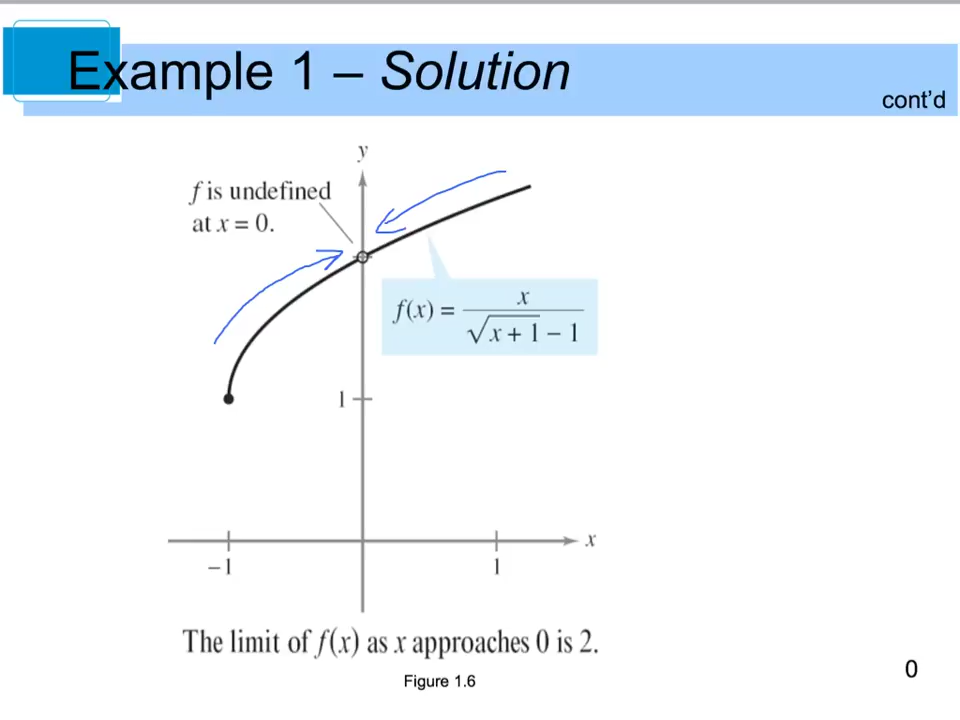 Example 1 – Solution
cont'd
y
f is undefined
at x = 0.
f(x) = x / (√x + 1 − 1)
1
x
−1
1
The limit of f(x) as x approaches 0 is 2.
Figure 1.6
0